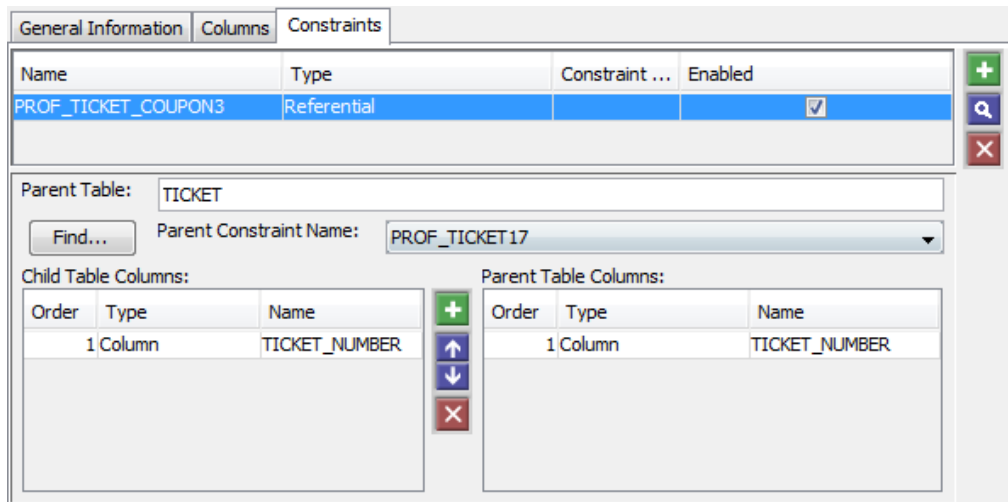 General Information Columns Constraints
Name Type Constraint ... Enabled
PROF_TICKET_COUPON3 Referential
Parent Table: TICKET
Find... Parent Constraint Name: PROF_TICKET17
Child Table Columns: Parent Table Columns:
Order Type Name Order Type Name
1 Column TICKET_NUMBER 1 Column TICKET_NUMBER